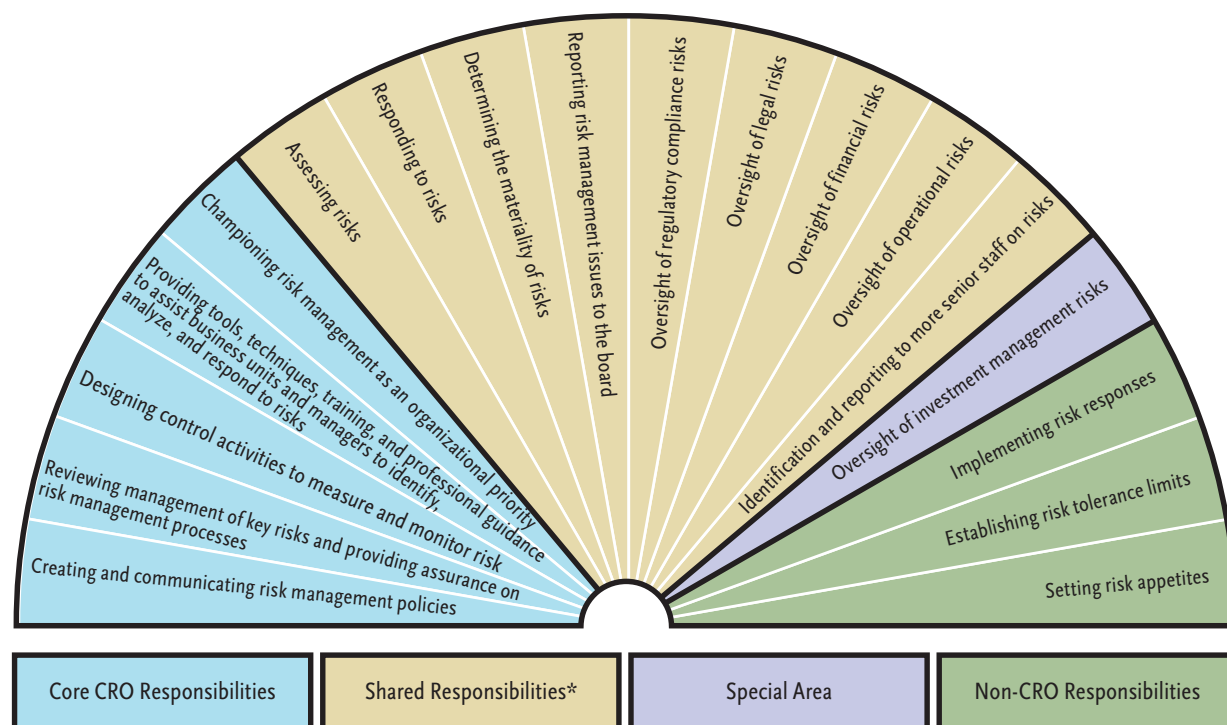 Creating and communicating risk management policies
Reviewing management of key risks and providing assurance on
risk management processes
Designing control activities to measure and monitor risk
Providing tools, techniques, training, and professional guidance
to assist business units and managers to identify,
analyze, and respond to risks
Championing risk management as an organizational priority
Assessing risks
Responding to risks
Determining the materiality of risks
Reporting risk management issues to the board
Oversight of regulatory compliance risks
Oversight of legal risks
Oversight of financial risks
Oversight of operational risks
Identification and reporting to more senior staff on risks
Oversight of investment management risks
Implementing risk responses
Establishing risk tolerance limits
Setting risk appetites
Core CRO Responsibilities
Shared Responsibilities*
Special Area
Non-CRO Responsibilities